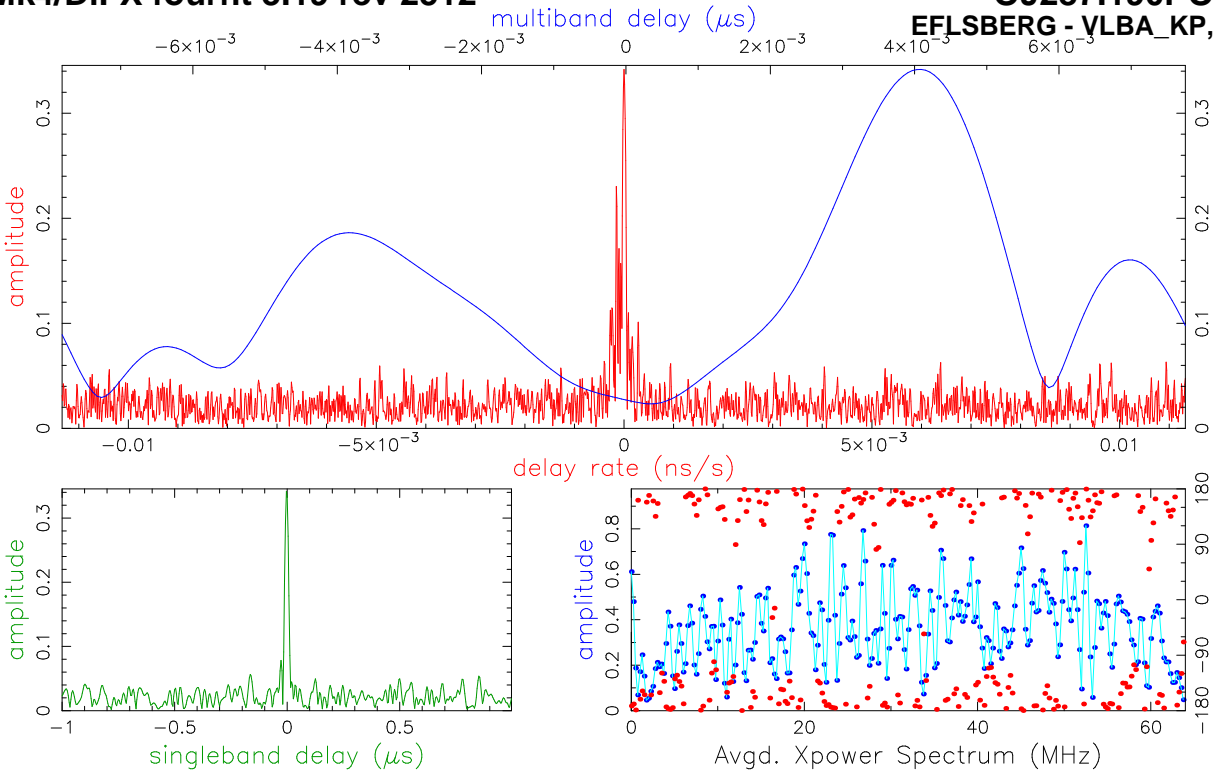 multiband delay (μs)
EFLSBERG - VLBA_KP,
−6×10⁻³ −4×10⁻³ −2×10⁻³ 0 2×10⁻³ 4×10⁻³ 6×10⁻³
amplitude
0 0.1 0.2 0.3
0 0.1 0.2 0.3
−0.01 −5×10⁻³ 0 5×10⁻³ 0.01
delay rate (ns/s)
amplitude
0 0.1 0.2 0.3
−1 −0.5 0 0.5
singleband delay (μs)
amplitude
0 0.2 0.4 0.6 0.8
−180 −90 0 90 180
0 20 40 60
Avgd. Xpower Spectrum (MHz)